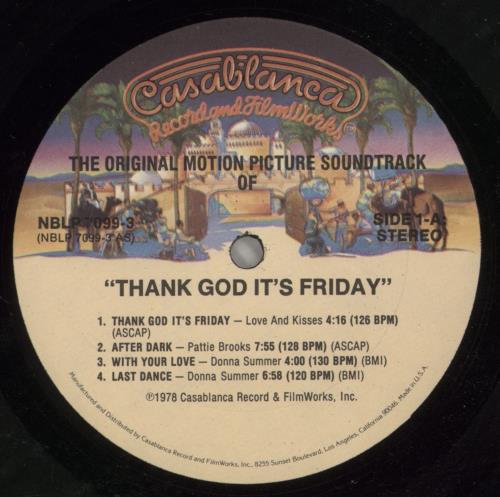 Casablanca
Record and FilmWorks
THE ORIGINAL MOTION PICTURE SOUNDTRACK
OF
NBLP 7099-3
(NBLP 7099-3 AS)
SIDE 1-A:
STEREO
“THANK GOD IT'S FRIDAY”
1. THANK GOD IT'S FRIDAY — Love And Kisses 4:16 (126 BPM)
(ASCAP)
2. AFTER DARK — Pattie Brooks 7:55 (128 BPM) (ASCAP)
3. WITH YOUR LOVE — Donna Summer 4:00 (130 BPM) (BMI)
4. LAST DANCE — Donna Summer 6:58 (120 BPM) (BMI)
℗1978 Casablanca Record & FilmWorks, Inc.
Manufactured and Distributed by Casablanca Record and FilmWorks, Inc., 8255 Sunset Boulevard, Los Angeles, California 90046. Made in U.S.A.